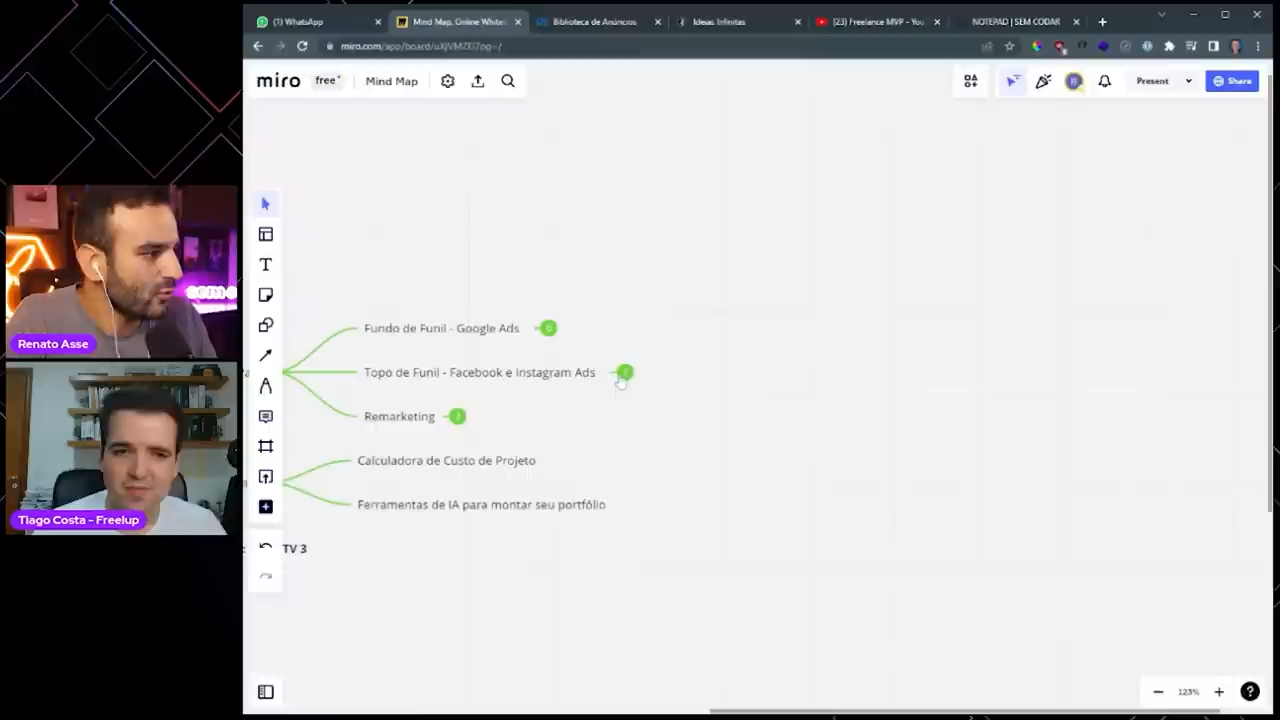 (1) WhatsApp
Mind Map, Online White
Biblioteca de Anúncios
Ideas Infinitas
(23) Freelance MVP - You
NOTEPAD | SEM CODAR
miro
free
Mind Map
Present
Share
Fundo de Funil - Google Ads
Topo de Funil - Facebook e Instagram Ads
Remarketing
Calculadora de Custo de Projeto
Ferramentas de IA para montar seu portfólio
TV 3
Renato Asse
Tiago Costa - Freelup
123%